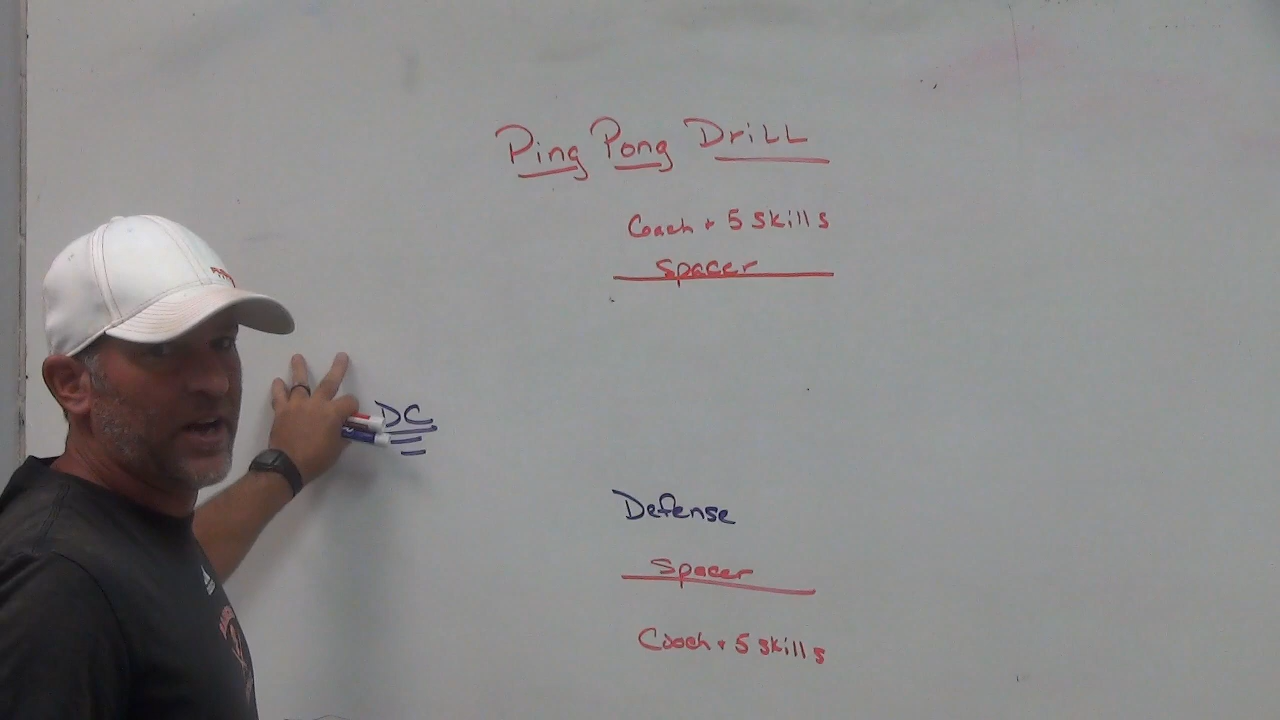 Ping Pong Drill
Coach + 5 skills
Spacer
DC
Defense
Spacer
Coach + 5 skills